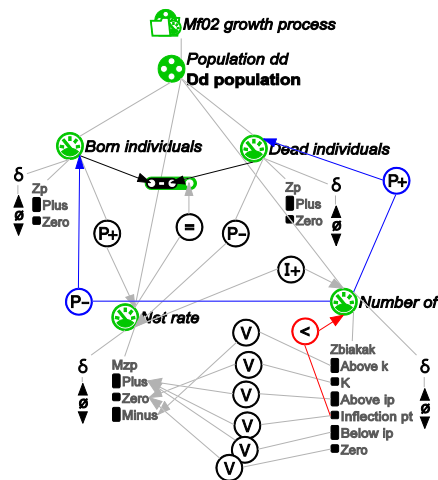 Mf02 growth process
Population dd
Dd population
Born individuals
Dead individuals
δ
Zp
Plus
Zero
ø
Zp
Plus
Zero
δ
ø
P+
P+
=
P-
I+
P-
Net rate
Number of
<
V
V
V
V
V
V
δ
ø
Mzp
Plus
Zero
Minus
Zbiakak
Above k
K
Above ip
Inflection pt
Below ip
Zero
δ
ø